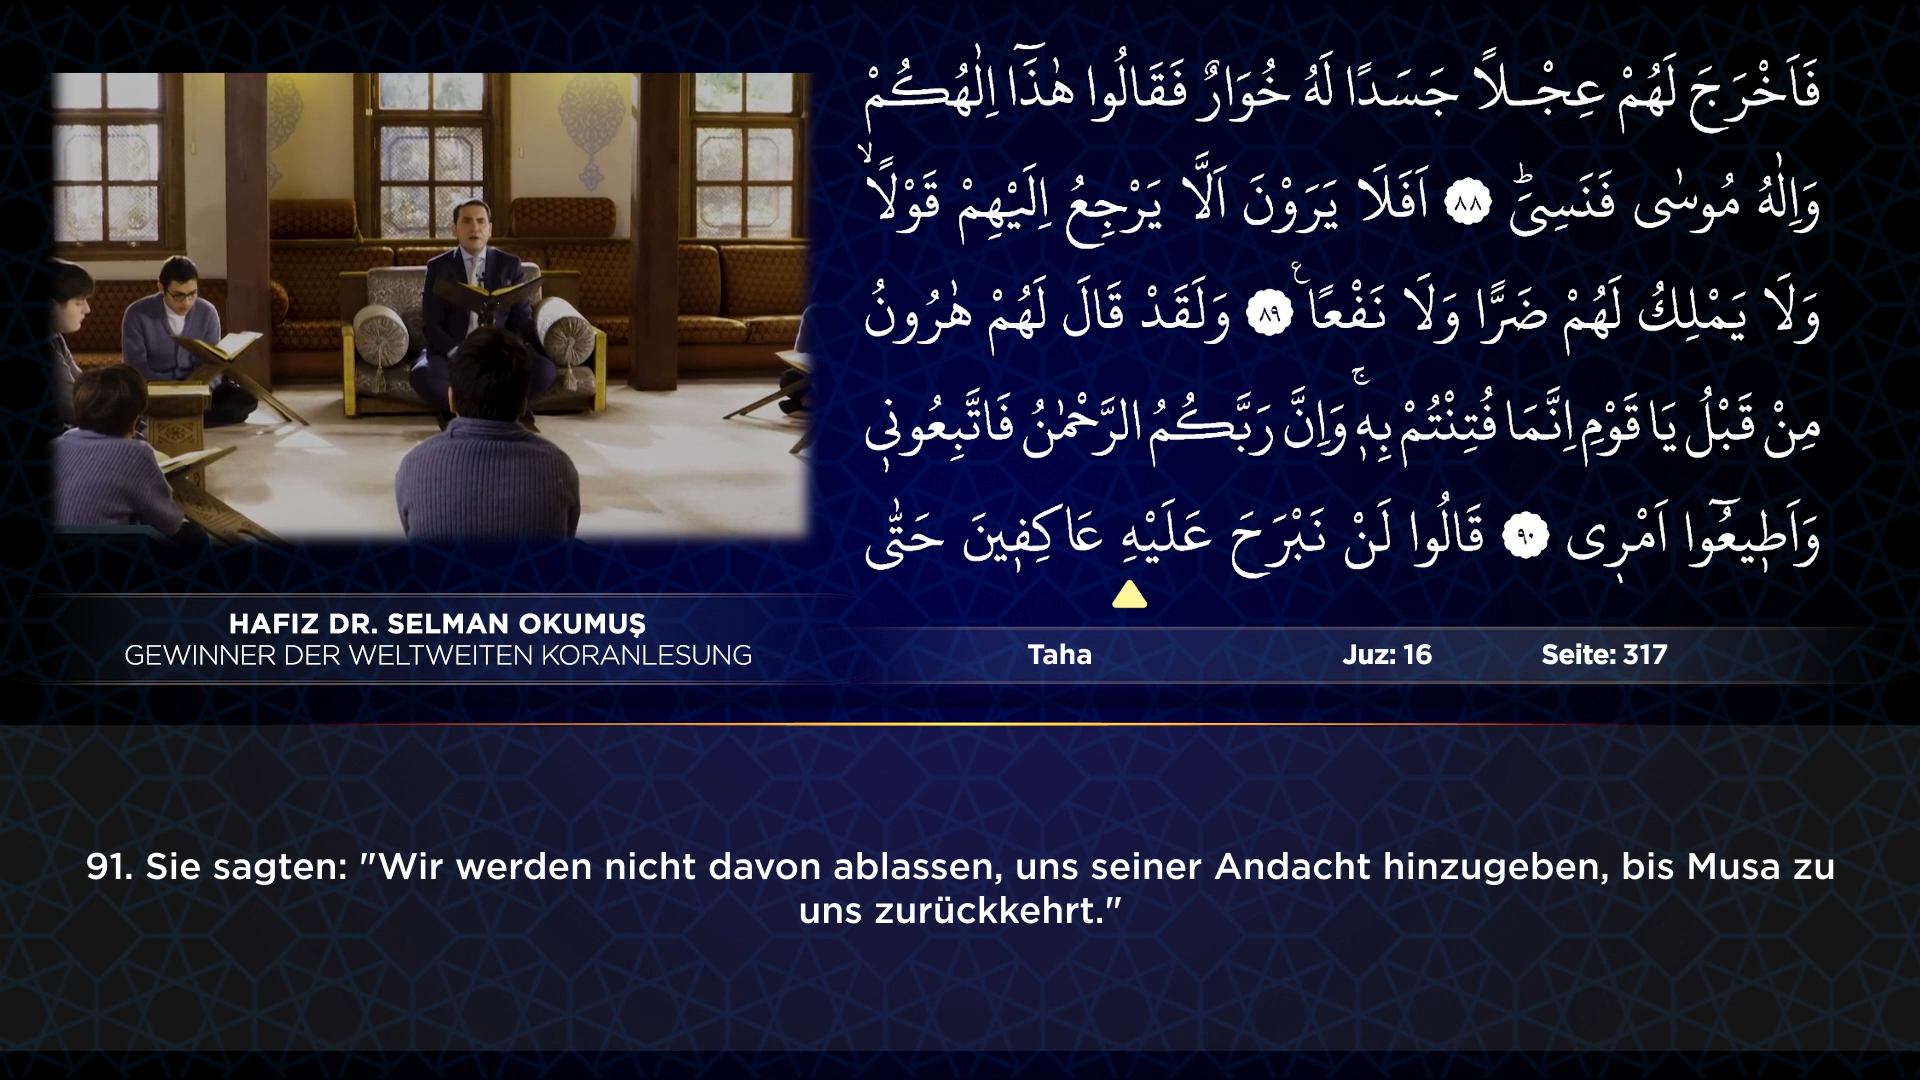 فَاَخْرَجَ لَهُمْ عِجْلًا جَسَدًا لَهُ خُوَارٌ فَقَالُوا هٰذَٓا اِلٰهُكُمْ
وَاِلٰهُ مُوسٰى فَنَسِيَۜ ﴿٨٨﴾ اَفَلَا يَرَوْنَ اَلَّا يَرْجِعُ اِلَيْهِمْ قَوْلًاۙ
وَلَا يَمْلِكُ لَهُمْ ضَرًّا وَلَا نَفْعًا۟ ﴿٨٩﴾ وَلَقَدْ قَالَ لَهُمْ هٰرُونُ
مِنْ قَبْلُ يَا قَوْمِ اِنَّمَا فُتِنْتُمْ بِه۪ۚ وَاِنَّ رَبَّكُمُ الرَّحْمٰنُ فَاتَّبِعُون۪ي
وَاَط۪يعُٓوا اَمْر۪ي ﴿٩٠﴾ قَالُوا لَنْ نَبْرَحَ عَلَيْهِ عَاكِف۪ينَ حَتّٰى
HAFIZ DR. SELMAN OKUMUŞ
GEWINNER DER WELTWEITEN KORANLESUNG
Taha Juz: 16 Seite: 317
91. Sie sagten: "Wir werden nicht davon ablassen, uns seiner Andacht hinzugeben, bis Musa zu
uns zurückkehrt."